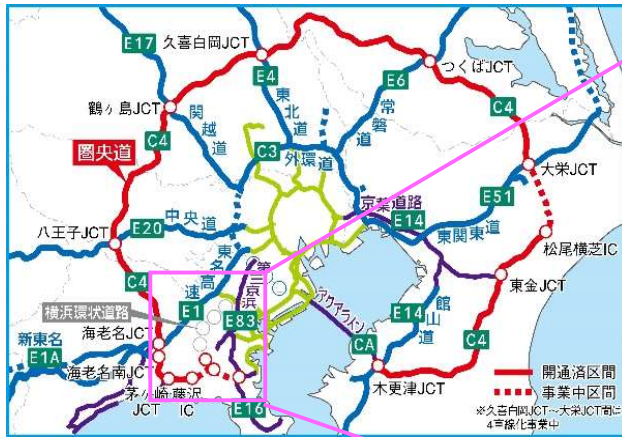 E17
久喜白岡JCT
E4
E6
つくばJCT
鶴ヶ島JCT
関越道
東北道
常磐道
C4
C4
C3
外環道
圏央道
大栄JCT
京葉道路
E51
八王子JCT
E20
中央道
E14
東関東道
松尾横芝IC
東名高速
第三京浜
C4
東金JCT
横浜環状道路
アクアライン
E14
館山道
新東名
海老名JCT
E1
E83
E1A
CA
C4
海老名南JCT
木更津JCT
開通済区間
茅ヶ崎JCT
藤沢IC
E16
事業中区間
※久喜白岡JCT~大栄JCT間は
4車線化事業中